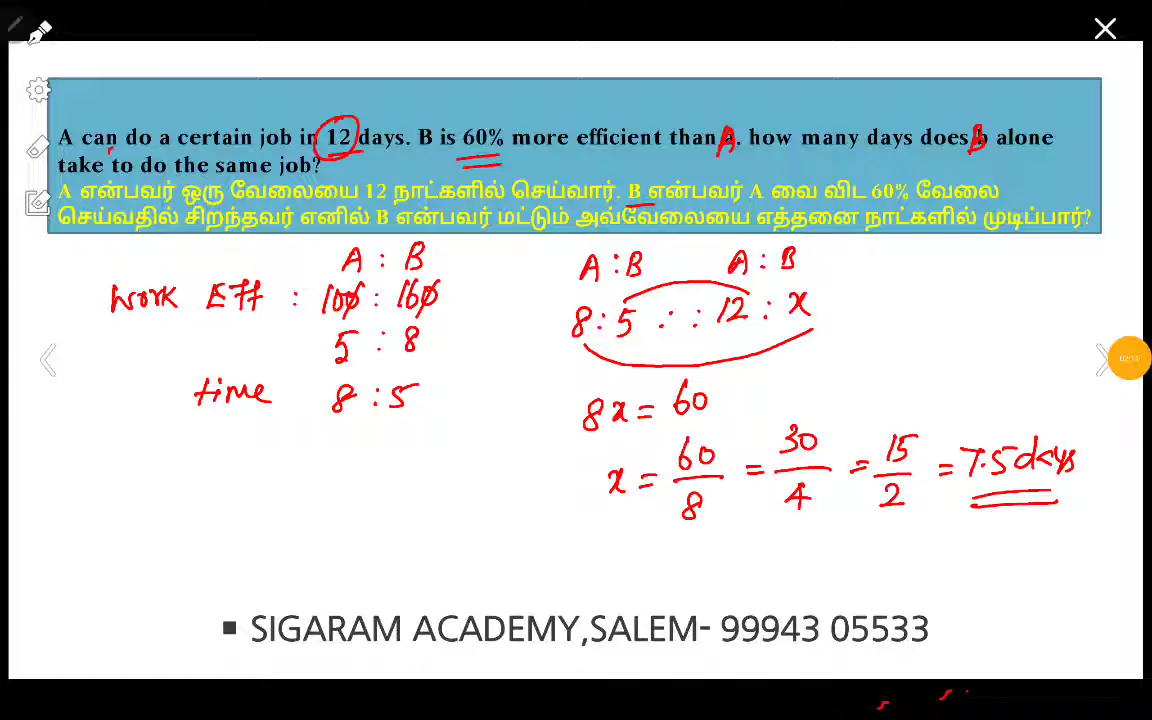 A can do a certain job in 12 days. B is 60% more efficient than A. how many days does B alone
take to do the same job?
A என்பவர் ஒரு வேலையை 12 நாட்களில் செய்வார். B என்பவர் A வை விட 60% வேலை
செய்வதில் சிறந்தவர் எனில் B என்பவர் மட்டும் அவ்வேலையை எத்தனை நாட்களில் முடிப்பார்?
A : B
Work Eff : 100 : 160
5 : 8
time 8 : 5
A : B A : B
8 : 5 : : 12 : x
8x = 60
x = 60/8 = 30/4 = 15/2 = 7.5 days
▪ SIGARAM ACADEMY,SALEM- 99943 05533